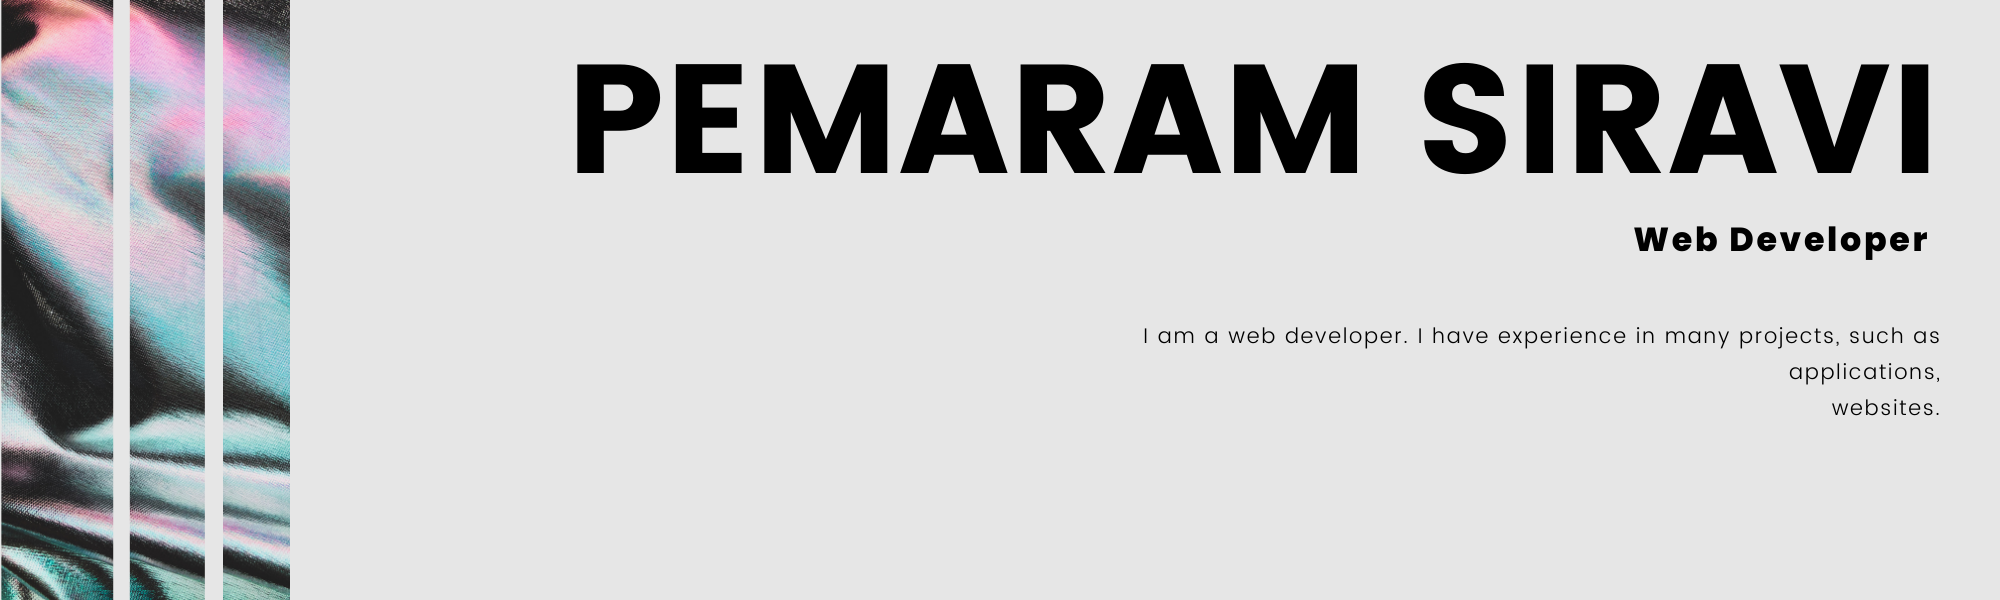 PEMARAM SIRAVI
Web Developer
I am a web developer. I have experience in many projects, such as
applications,
websites.